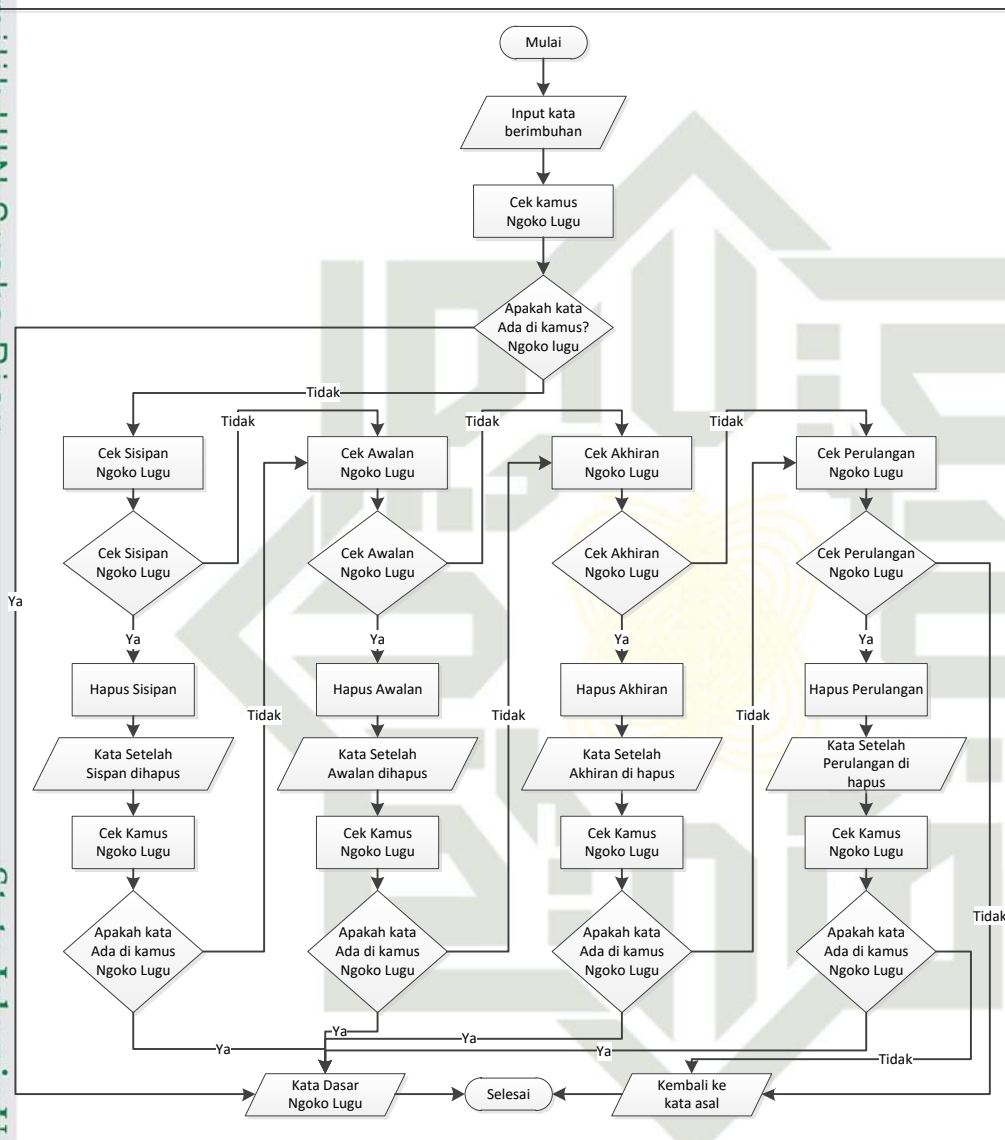 Mulai
Input kata
berimbuhan
Cek kamus
Ngoko Lugu
Apakah kata
Ada di kamus?
Ngoko lugu
Tidak
Ya
Cek Sisipan
Ngoko Lugu
Tidak
Cek Awalan
Ngoko Lugu
Tidak
Cek Akhiran
Ngoko Lugu
Tidak
Cek Perulangan
Ngoko Lugu
Cek Sisipan
Ngoko Lugu
Cek Awalan
Ngoko Lugu
Cek Akhiran
Ngoko Lugu
Cek Perulangan
Ngoko Lugu
Ya
Ya
Ya
Ya
Hapus Sisipan
Hapus Awalan
Hapus Akhiran
Hapus Perulangan
Tidak
Tidak
Tidak
Kata Setelah
Sispan dihapus
Kata Setelah
Awalan dihapus
Kata Setelah
Akhiran di hapus
Kata Setelah
Perulangan di
hapus
Cek Kamus
Ngoko Lugu
Cek Kamus
Ngoko Lugu
Cek Kamus
Ngoko Lugu
Cek Kamus
Ngoko Lugu
Tidak
Apakah kata
Ada di kamus
Ngoko Lugu
Apakah kata
Ada di kamus
Ngoko Lugu
Apakah kata
Ada di kamus
Ngoko Lugu
Apakah kata
Ada di kamus
Ngoko Lugu
Ya
Ya
Ya
Ya
Tidak
Kata Dasar
Ngoko Lugu
Selesai
Kembali ke
kata asal